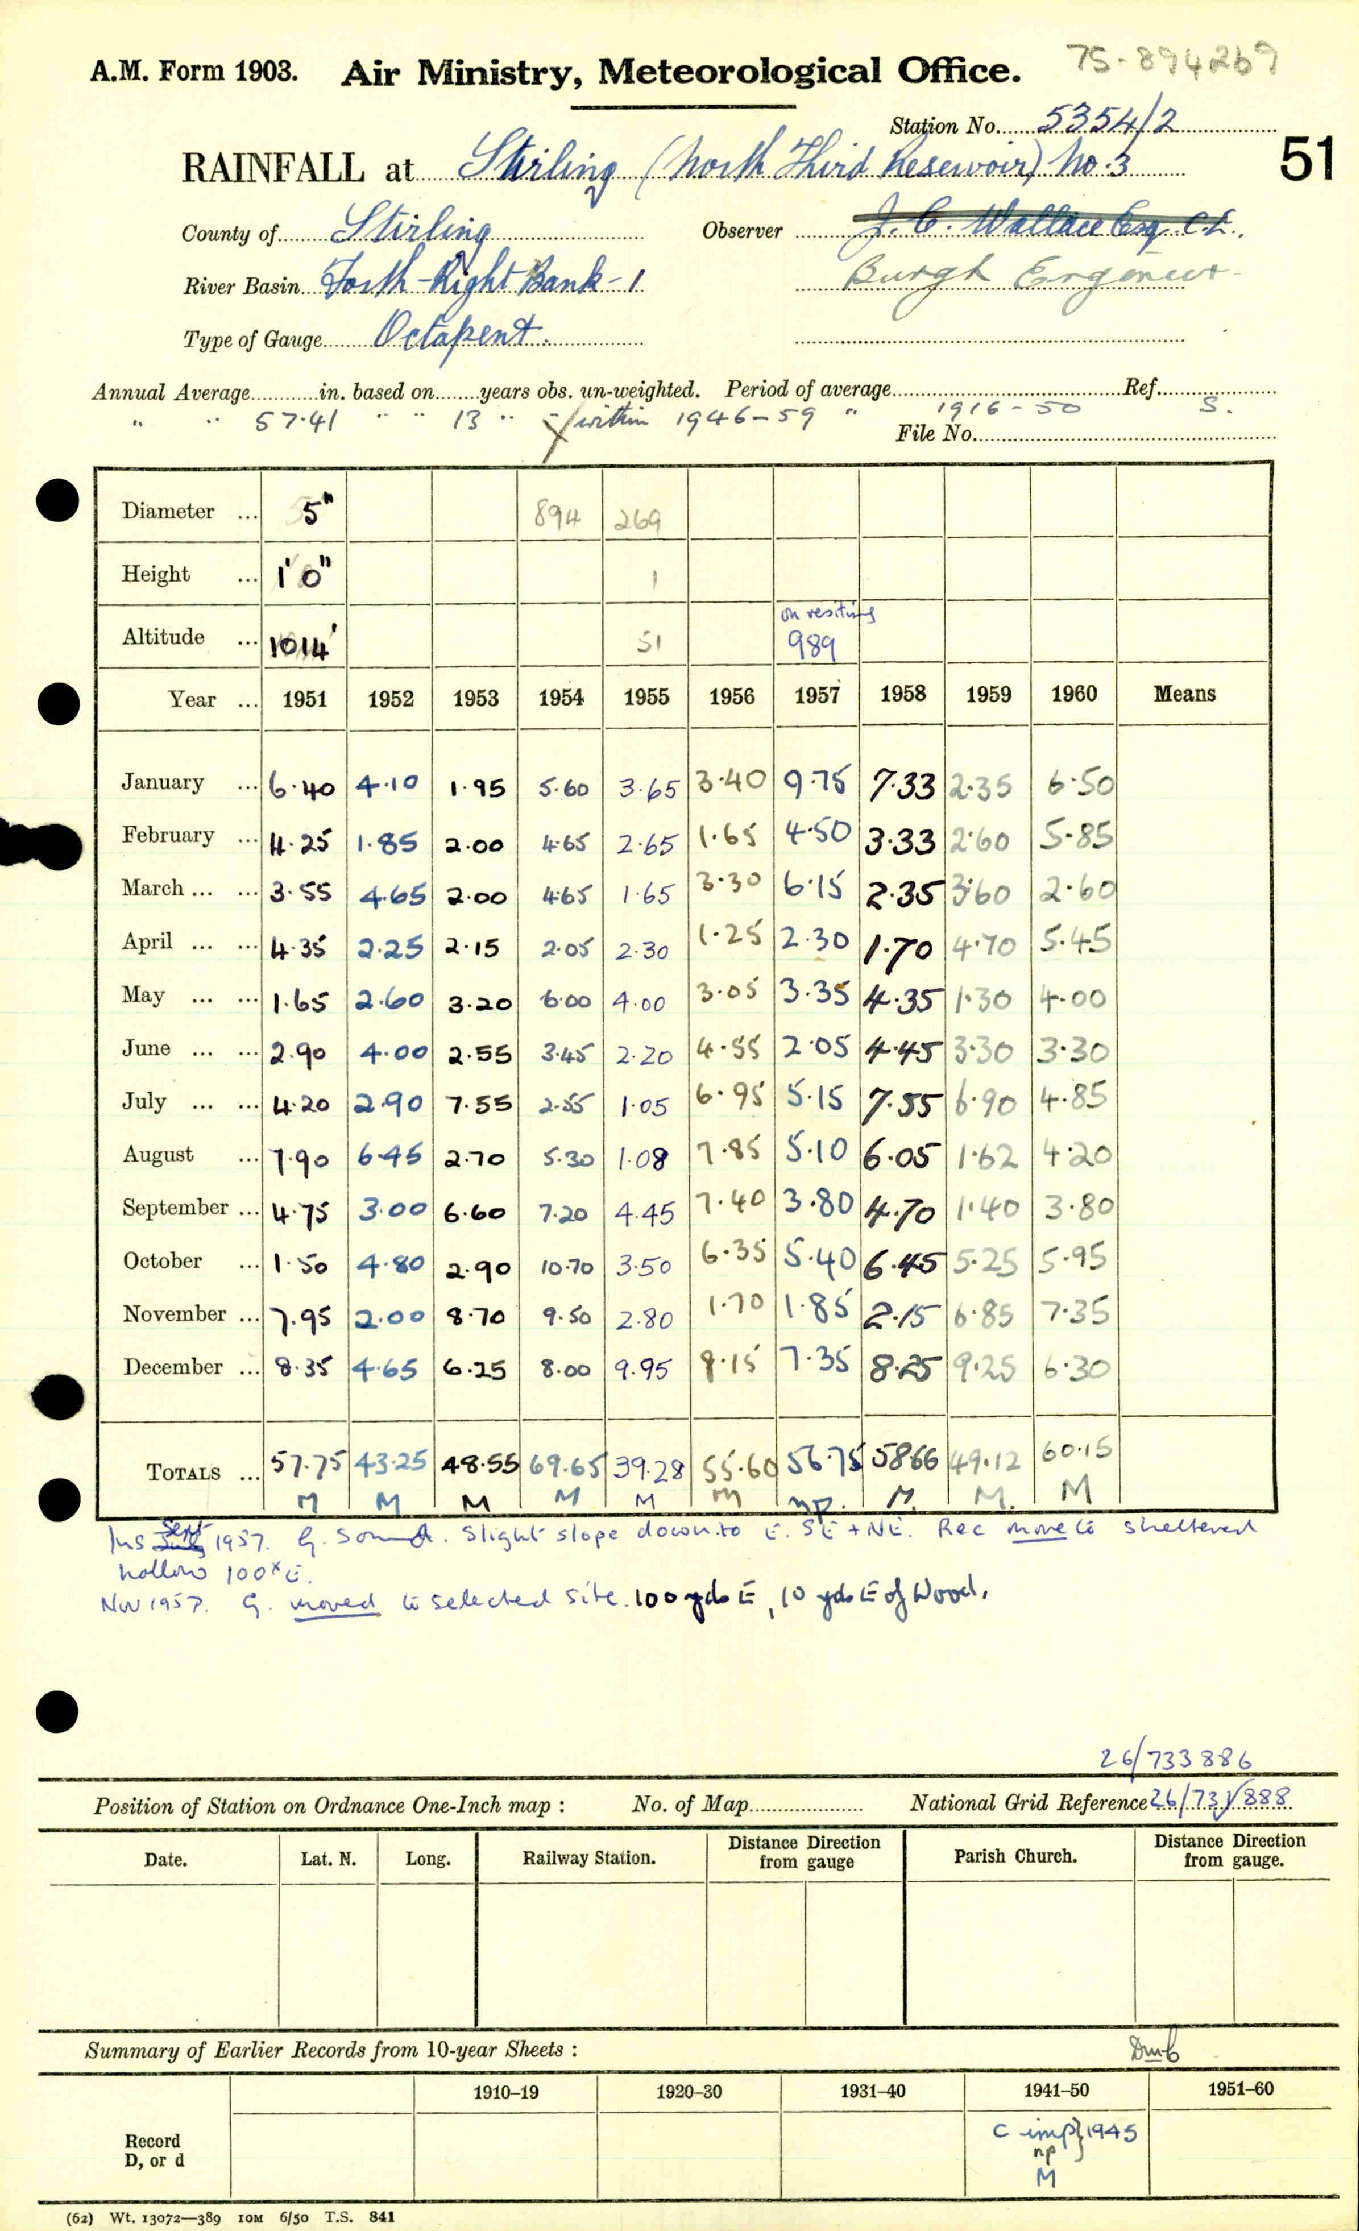 75-894269
A.M. Form 1903. Air Ministry, Meteorological Office.
Station No. 5354/2
51
RAINFALL at Stirling (North Third Reservoir) No. 3
County of Stirling Observer J. C. Wallace Esq C.E.
River Basin Forth-Right Bank-1 Burgh Engineer
Type of Gauge Octapent.
Annual Average in. based on years obs. un-weighted. Period of average Ref.
" " 57.41 " " 13 " - within 1946-59 " 1916-50 S.
File No.
Diameter ... 5" 894 269
Height ... 1'0" 1
on resiting
Altitude ... 1014' 51 989
Year ... 1951 1952 1953 1954 1955 1956 1957 1958 1959 1960 Means
January ... 6.40 4.10 1.95 5.60 3.65 3.40 9.75 7.33 2.35 6.50
February ... 4.25 1.85 2.00 4.65 2.65 1.65 4.50 3.33 2.60 5.85
March ... ... 3.55 4.65 2.00 4.65 1.65 3.30 6.15 2.35 3.60 2.60
April ... ... 4.35 2.25 2.15 2.05 2.30 1.25 2.30 1.70 4.70 5.45
May ... ... 1.65 2.60 3.20 6.00 4.00 3.05 3.35 4.35 1.30 4.00
June ... ... 2.90 4.00 2.55 3.45 2.20 4.55 2.05 4.45 3.30 3.30
July ... ... 4.20 2.90 7.55 2.55 1.05 6.95 5.15 7.55 6.90 4.85
August ... 7.90 6.45 2.70 5.30 1.08 7.85 5.10 6.05 1.62 4.20
September ... 4.75 3.00 6.60 7.20 4.45 7.40 3.80 4.70 1.40 3.80
October ... 1.50 4.80 2.90 10.70 3.50 6.35 5.40 6.45 5.25 5.95
November ... 7.95 2.00 8.70 9.50 2.80 1.70 1.85 2.15 6.85 7.35
December ... 8.35 4.65 6.25 8.00 9.95 8.15 7.35 8.25 9.25 6.30
TOTALS ... 57.75 43.25 48.55 69.65 39.28 55.60 56.75 58.66 49.12 60.15
M M M M M M np. M. M. M
Ins Sept 1957. G. Sound. Slight slope down to E. SE + NE. Rec move to sheltered
hollow 100x E.
Nov 1957. G. moved to selected site. 100 yds E, 10 yds E of Wood.
26/733886
Position of Station on Ordnance One-Inch map : No. of Map National Grid Reference 26/731/888
Date. Lat. N. Long. Railway Station. Distance from gauge Direction Parish Church. Distance from gauge. Direction
Summary of Earlier Records from 10-year Sheets : Dmb
1910-19 1920-30 1931-40 1941-50 1951-60
Record
D, or d
C imp} 1945
np
M
(62) Wt. 13072—389 10M 6/50 T.S. 841